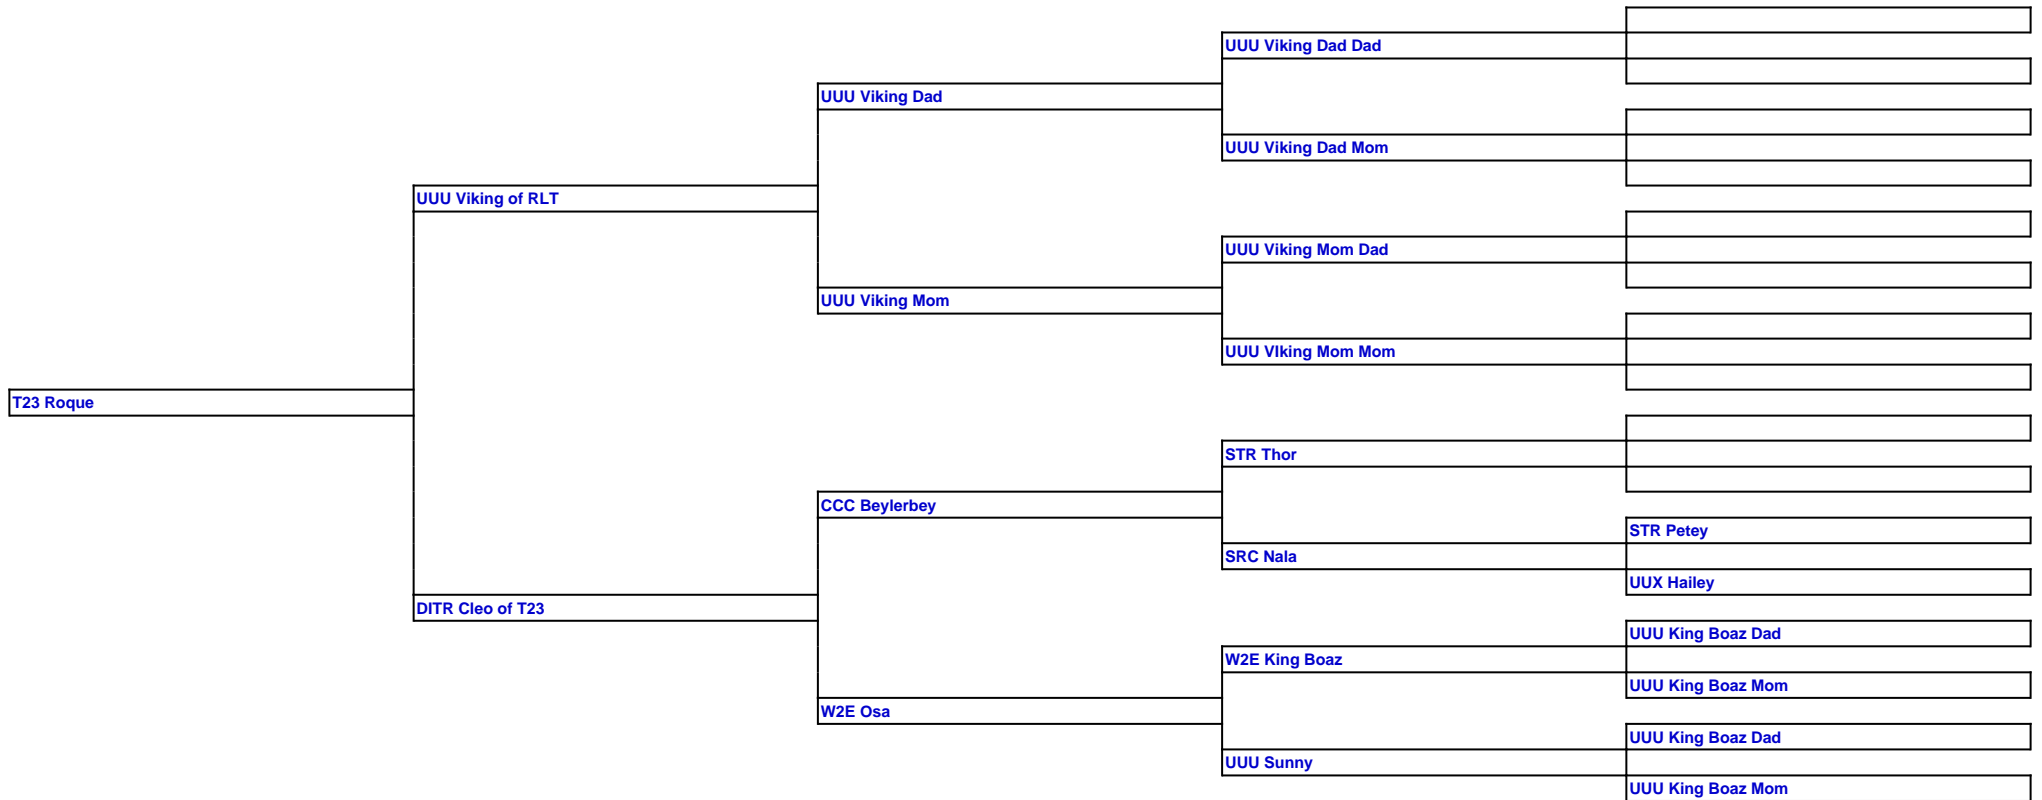 UUU Viking Dad Dad
UUU Viking Dad
UUU Viking Dad Mom
UUU Viking of RLT
UUU Viking Mom Dad
UUU Viking Mom
UUU VIking Mom Mom
T23 Roque
STR Thor
CCC Beylerbey
STR Petey
SRC Nala
UUX Hailey
DITR Cleo of T23
UUU King Boaz Dad
W2E King Boaz
UUU King Boaz Mom
W2E Osa
UUU King Boaz Dad
UUU Sunny
UUU King Boaz Mom